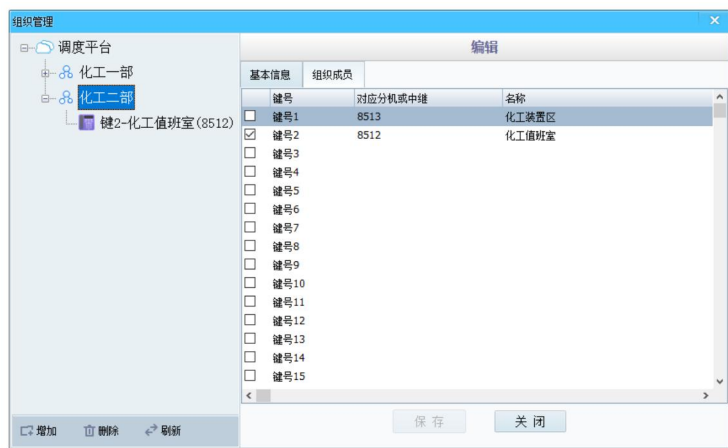 组织管理
调度平台
化工一部
化工二部
键2-化工值班室(8512)
编辑
基本信息 组织成员
键号 对应分机或中继 名称
键号1 8513 化工装置区
键号2 8512 化工值班室
键号3
键号4
键号5
键号6
键号7
键号8
键号9
键号10
键号11
键号12
键号13
键号14
键号15
保存 关闭
增加 删除 刷新